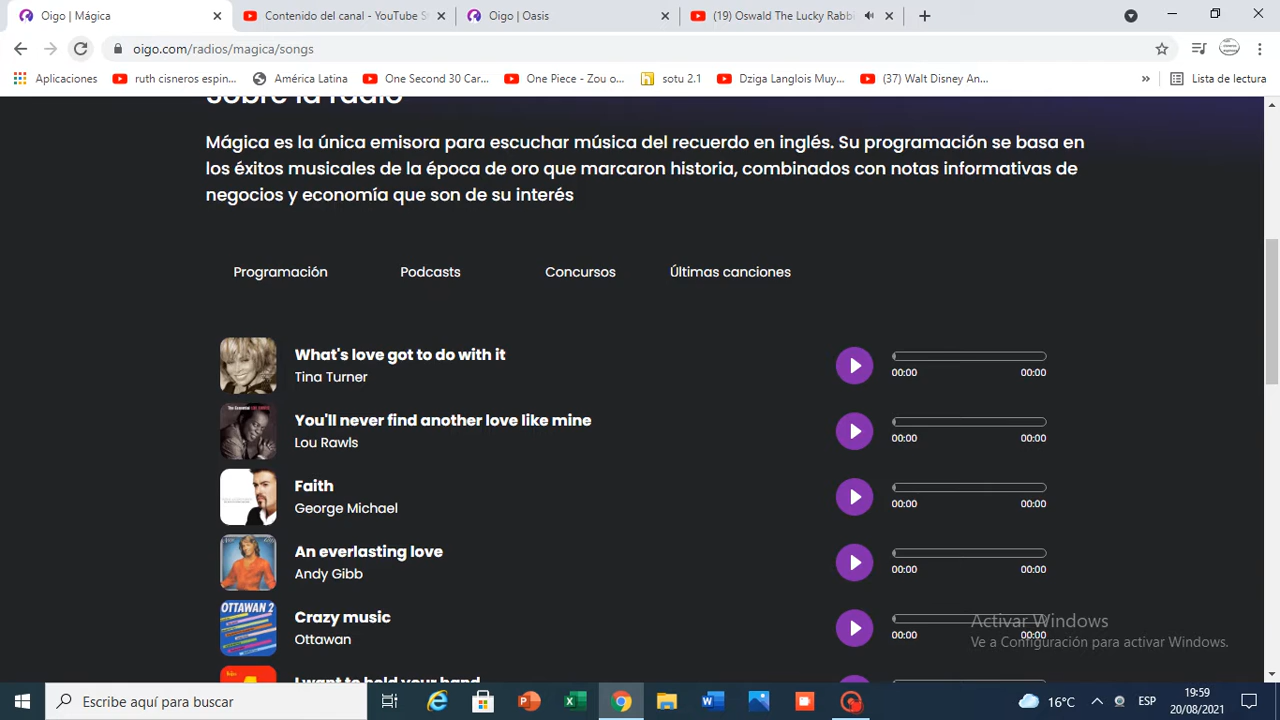 Oigo | Mágica
Contenido del canal - YouTube S
Oigo | Oasis
(19) Oswald The Lucky Rabb
oigo.com/radios/magica/songs
Aplicaciones
ruth cisneros espin...
América Latina
One Second 30 Car...
One Piece - Zou o...
sotu 2.1
Dziga Langlois Muy...
(37) Walt Disney An...
»
Lista de lectura
Sobre la radio
Mágica es la única emisora para escuchar música del recuerdo en inglés. Su programación se basa en
los éxitos musicales de la época de oro que marcaron historia, combinados con notas informativas de
negocios y economía que son de su interés
Programación
Podcasts
Concursos
Últimas canciones
What's love got to do with it
Tina Turner
00:00
00:00
You'll never find another love like mine
Lou Rawls
00:00
00:00
Faith
George Michael
00:00
00:00
An everlasting love
Andy Gibb
00:00
00:00
OTTAWAN 2
Crazy music
Ottawan
00:00
00:00
I want to hold your hand
Activar Windows
Ve a Configuración para activar Windows.
Escribe aquí para buscar
16°C
ESP
19:59
20/08/2021